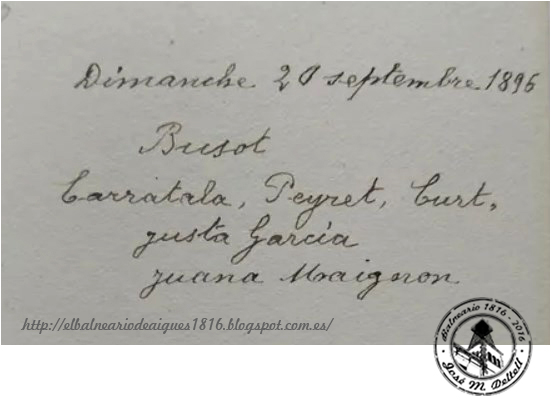 Dimanche 20 septembre 1896
Busot
Carratala, Peyret, Curt,
justa García
juana Maignon
http://elbalneariodeaigues1816.blogspot.com.es/
Balneario 1816 - 2016
José M. Deltell